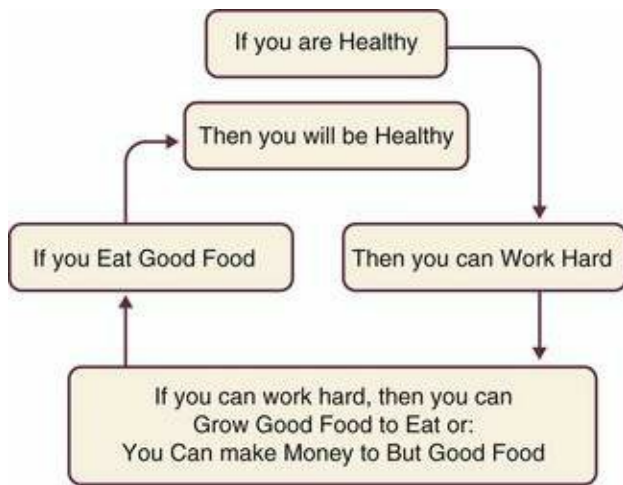 If you are Healthy
Then you will be Healthy
If you Eat Good Food
Then you can Work Hard
If you can work hard, then you can
Grow Good Food to Eat or:
You Can make Money to But Good Food